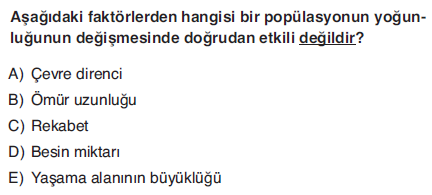 Aşağıdaki faktörlerden hangisi bir popülasyonun yoğun-
luğunun değişmesinde doğrudan etkili değildir?
A) Çevre direnci
B) Ömür uzunluğu
C) Rekabet
D) Besin miktarı
E) Yaşama alanının büyüklüğü